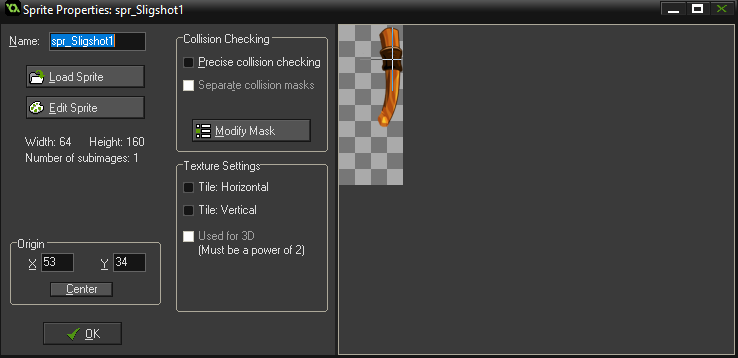 Sprite Properties: spr_Sligshot1
Name: spr_Sligshot1
Load Sprite
Edit Sprite
Width: 64 Height: 160
Number of subimages: 1
Origin
X 53 Y 34
Center
OK
Collision Checking
Precise collision checking
Separate collision masks
Modify Mask
Texture Settings
Tile: Horizontal
Tile: Vertical
Used for 3D
(Must be a power of 2)